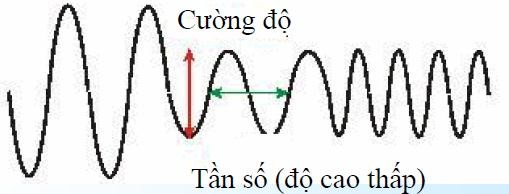 Cường độ
Tần số (độ cao thấp)